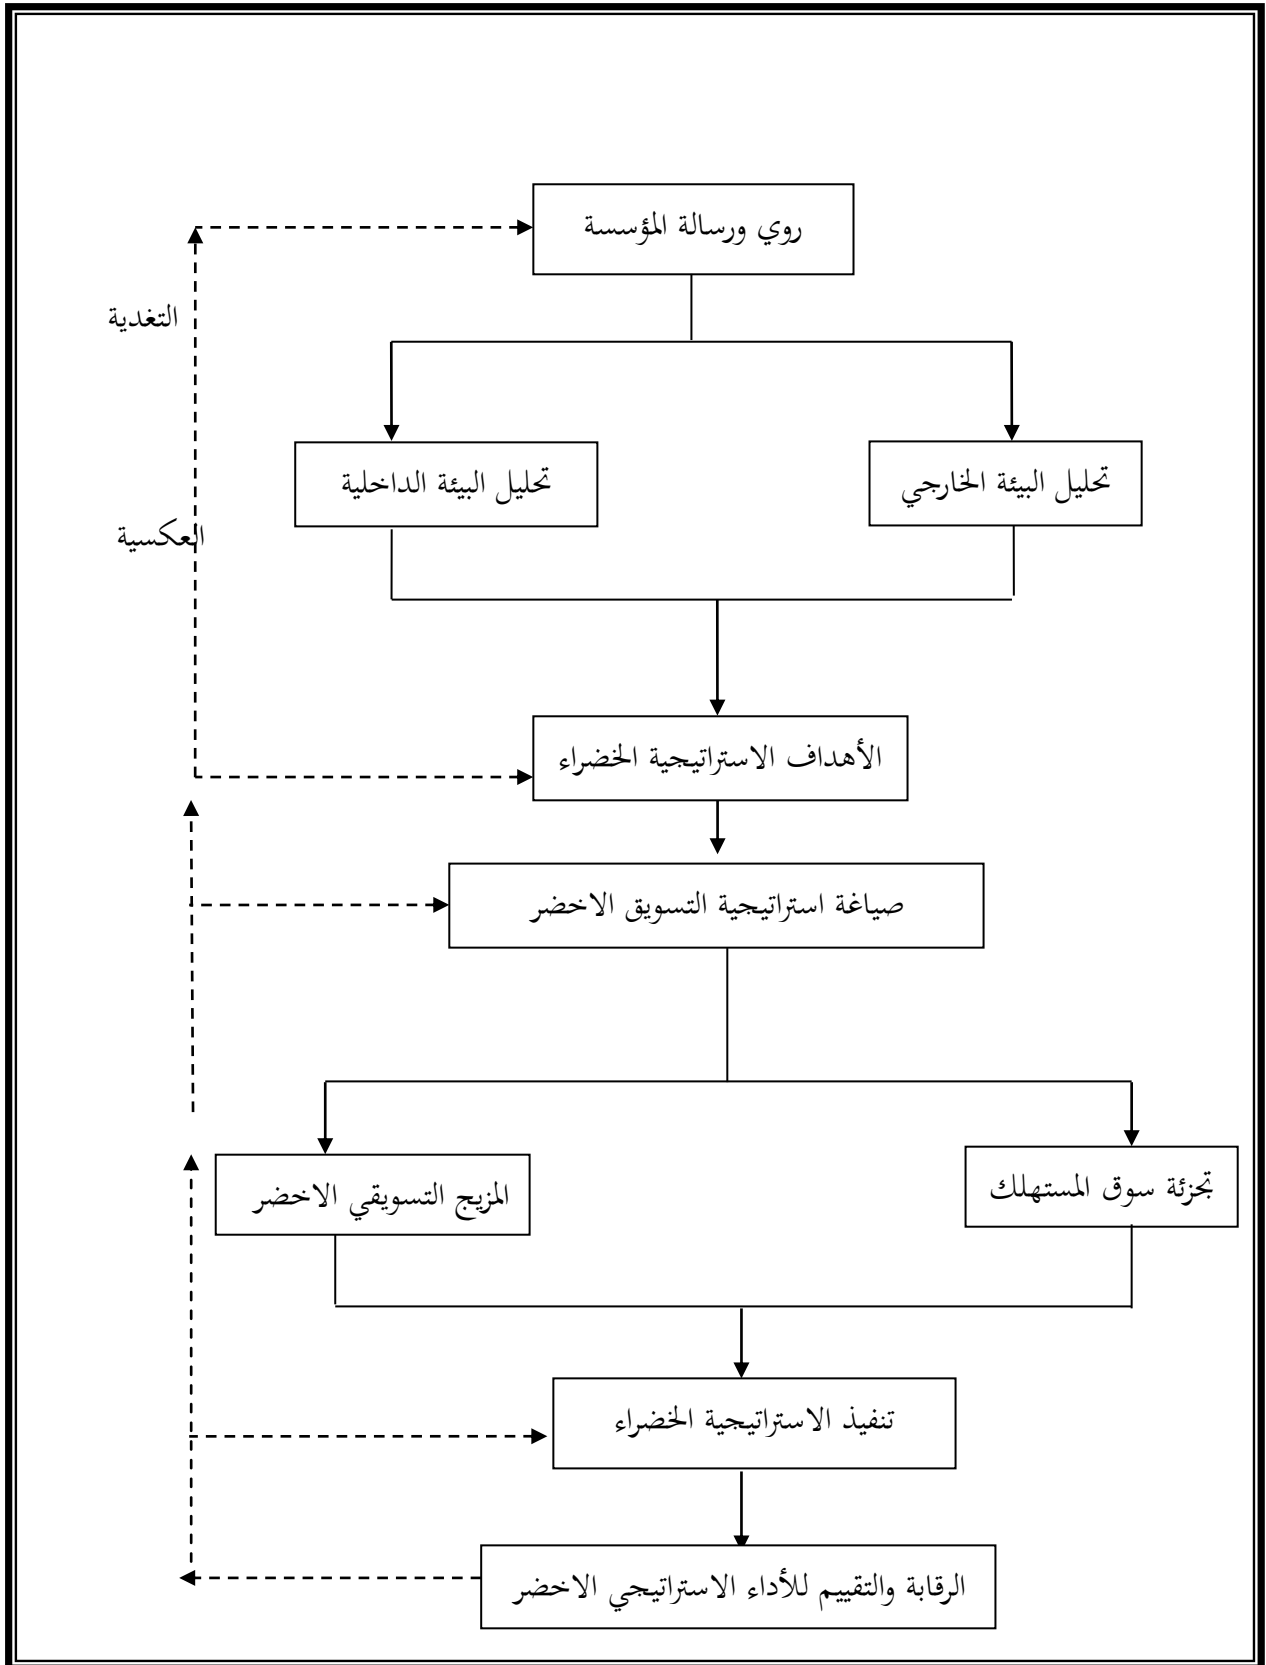 روي ورسالة المؤسسة
التغدية
تحليل البيئة الخارجي
تحليل البيئة الداخلية
العكسية
الأهداف الاستراتيجية الخضراء
صياغة استراتيجية التسويق الاخضر
تجزئة سوق المستهلك
المزيج التسويقي الاخضر
تنفيذ الاستراتيجية الخضراء
الرقابة والتقييم للأداء الاستراتيجي الاخضر